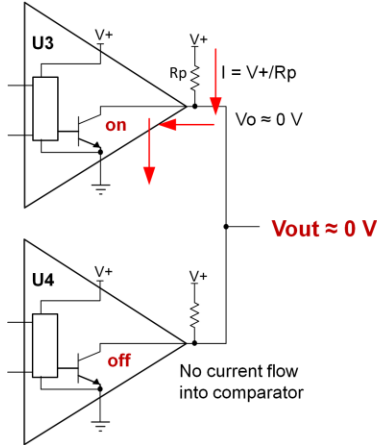 U3
V+
V+
Rp
I = V+/Rp
on
Vo ≈ 0 V
Vout ≈ 0 V
U4
V+
V+
off
No current flow
into comparator